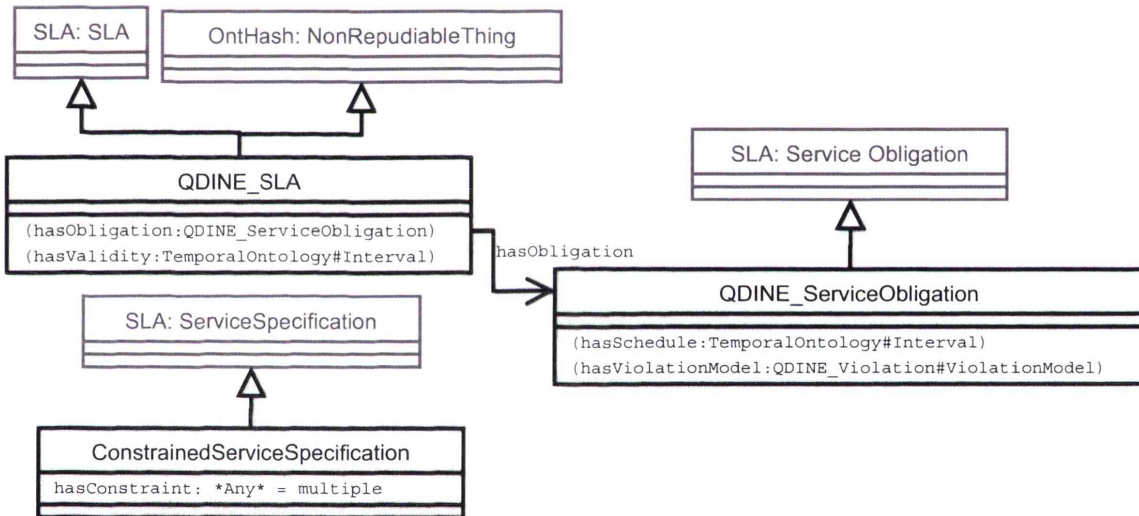 SLA: SLA
OntHash: NonRepudiableThing
SLA: Service Obligation
QDINE_SLA
(hasObligation:QDINE_ServiceObligation)
(hasValidity:TemporalOntology#Interval)
hasObligation
QDINE_ServiceObligation
(hasSchedule:TemporalOntology#Interval)
(hasViolationModel:QDINE_Violation#ViolationModel)
SLA: ServiceSpecification
ConstrainedServiceSpecification
hasConstraint: *Any* = multiple